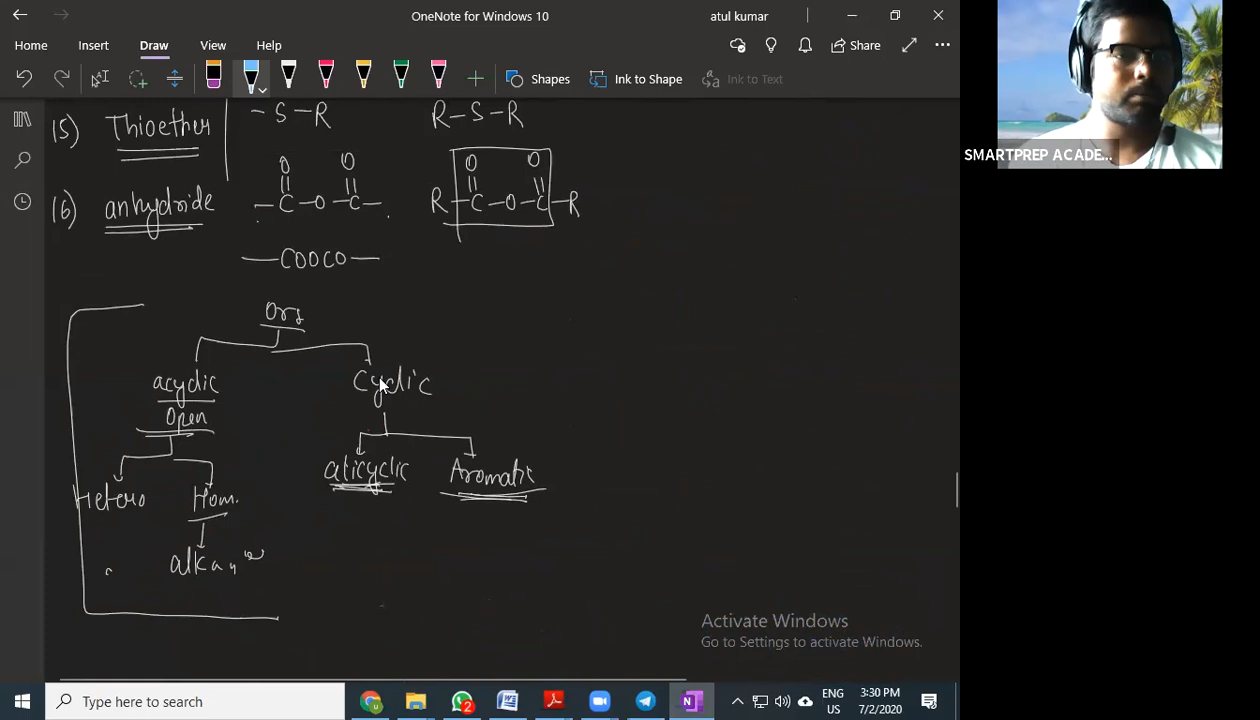 OneNote for Windows 10
atul kumar
Home Insert Draw View Help
Share
Shapes Ink to Shape Ink to Text
15) Thioether -S-R R-S-R
O O O O
16) anhydride -C-O-C- R-C-O-C-R
-COOCO-
Org
acyclic Cyclic
Open
alicyclic Aromatic
Hetero Hom.
alkane
SMARTPREP ACADE...
Activate Windows
Go to Settings to activate Windows.
Type here to search
2
ENG
US
3:30 PM
7/2/2020